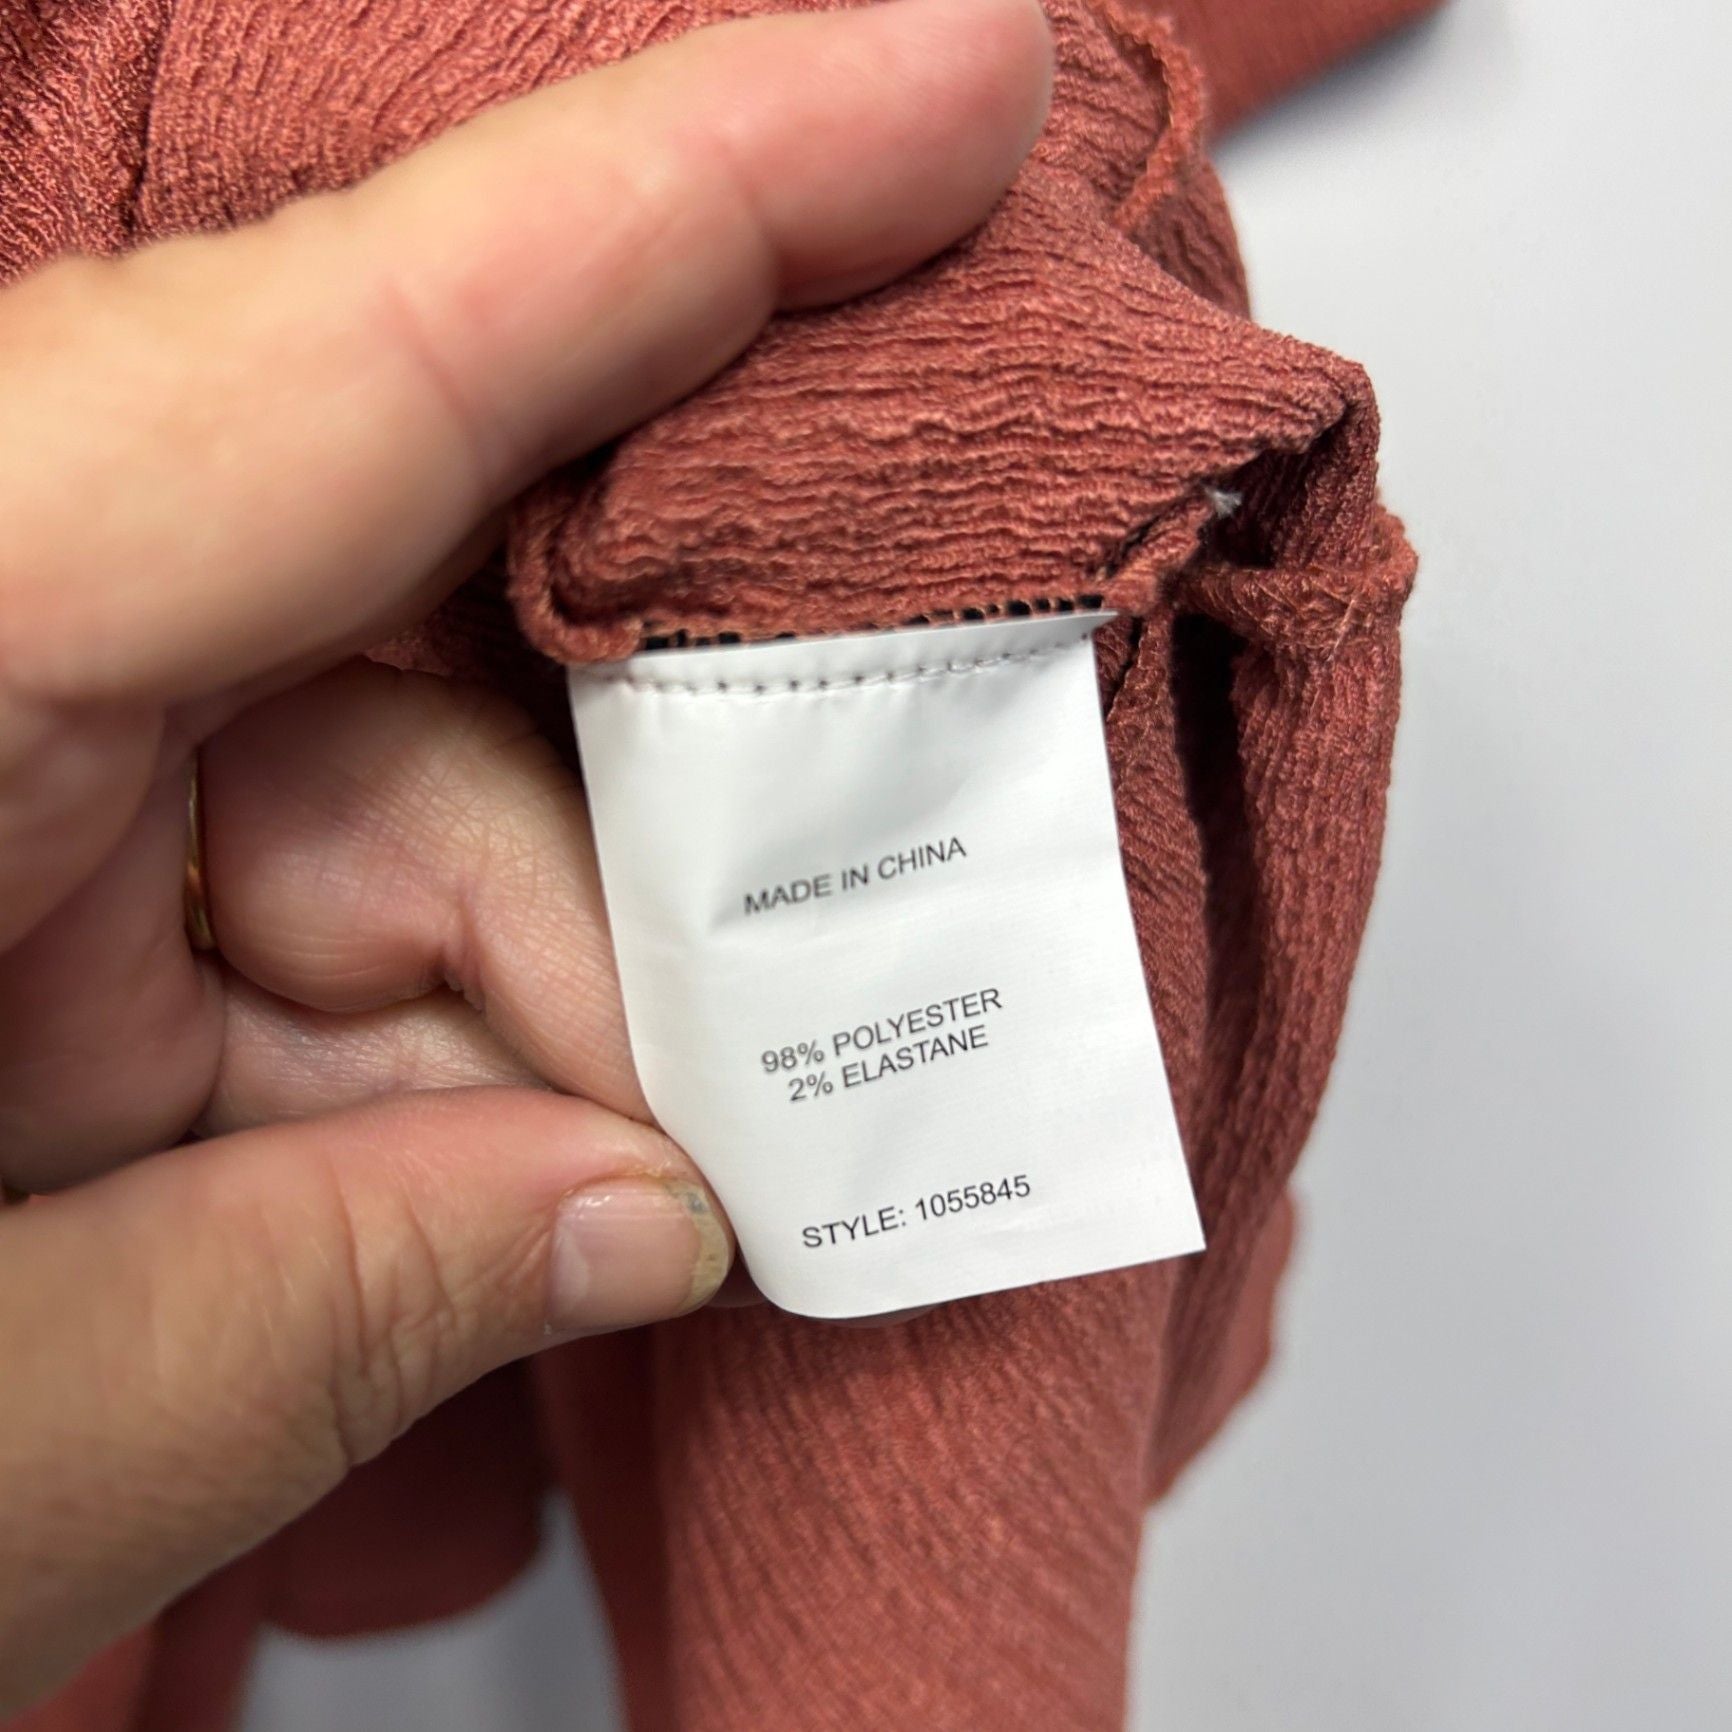 MADE IN CHINA
98% POLYESTER
2% ELASTANE
STYLE: 1055845